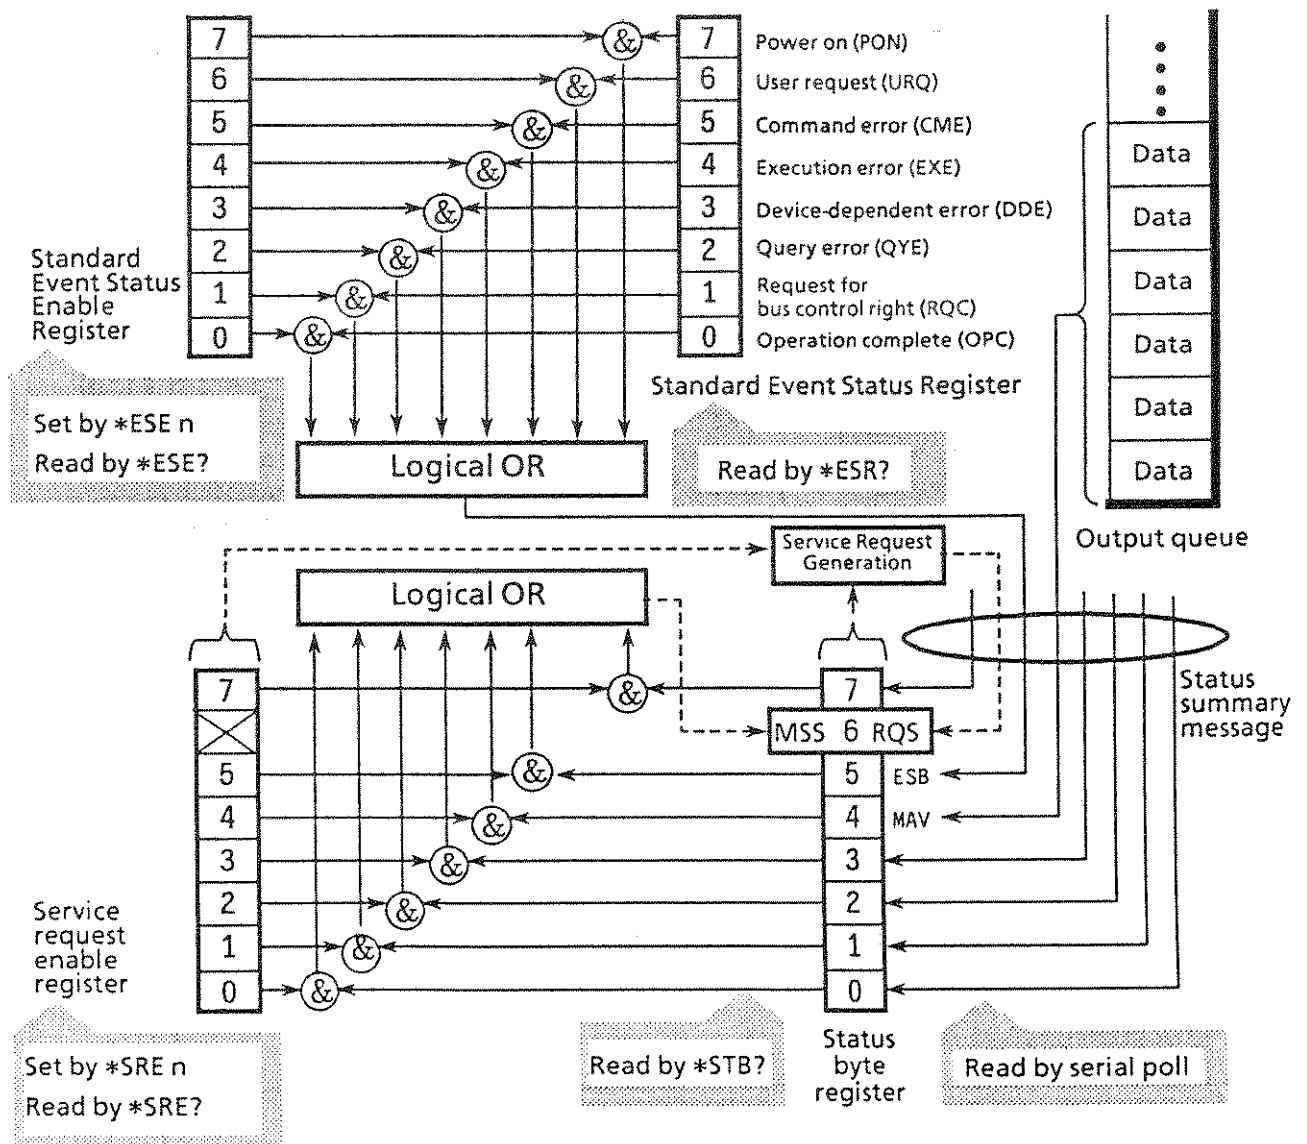 7 & 7 Power on (PON)
6 & 6 User request (URQ)
5 & 5 Command error (CME)
4 & 4 Execution error (EXE)
3 & 3 Device-dependent error (DDE)
2 & 2 Query error (QYE)
1 & 1 Request for
bus control right (RQC)
0 & 0 Operation complete (OPC)
Standard
Event Status
Enable
Register
Standard Event Status Register
Set by *ESE n
Read by *ESE?
Logical OR
Read by *ESR?
Data
Data
Data
Data
Data
Data
Output queue
Service Request
Generation
Logical OR
Status
summary
message
7 & 7
MSS 6 RQS
5 & 5 ESB
4 & 4 MAV
3 & 3
2 & 2
1 & 1
0 & 0
Service
request
enable
register
Set by *SRE n
Read by *SRE?
Read by *STB?
Status
byte
register
Read by serial poll